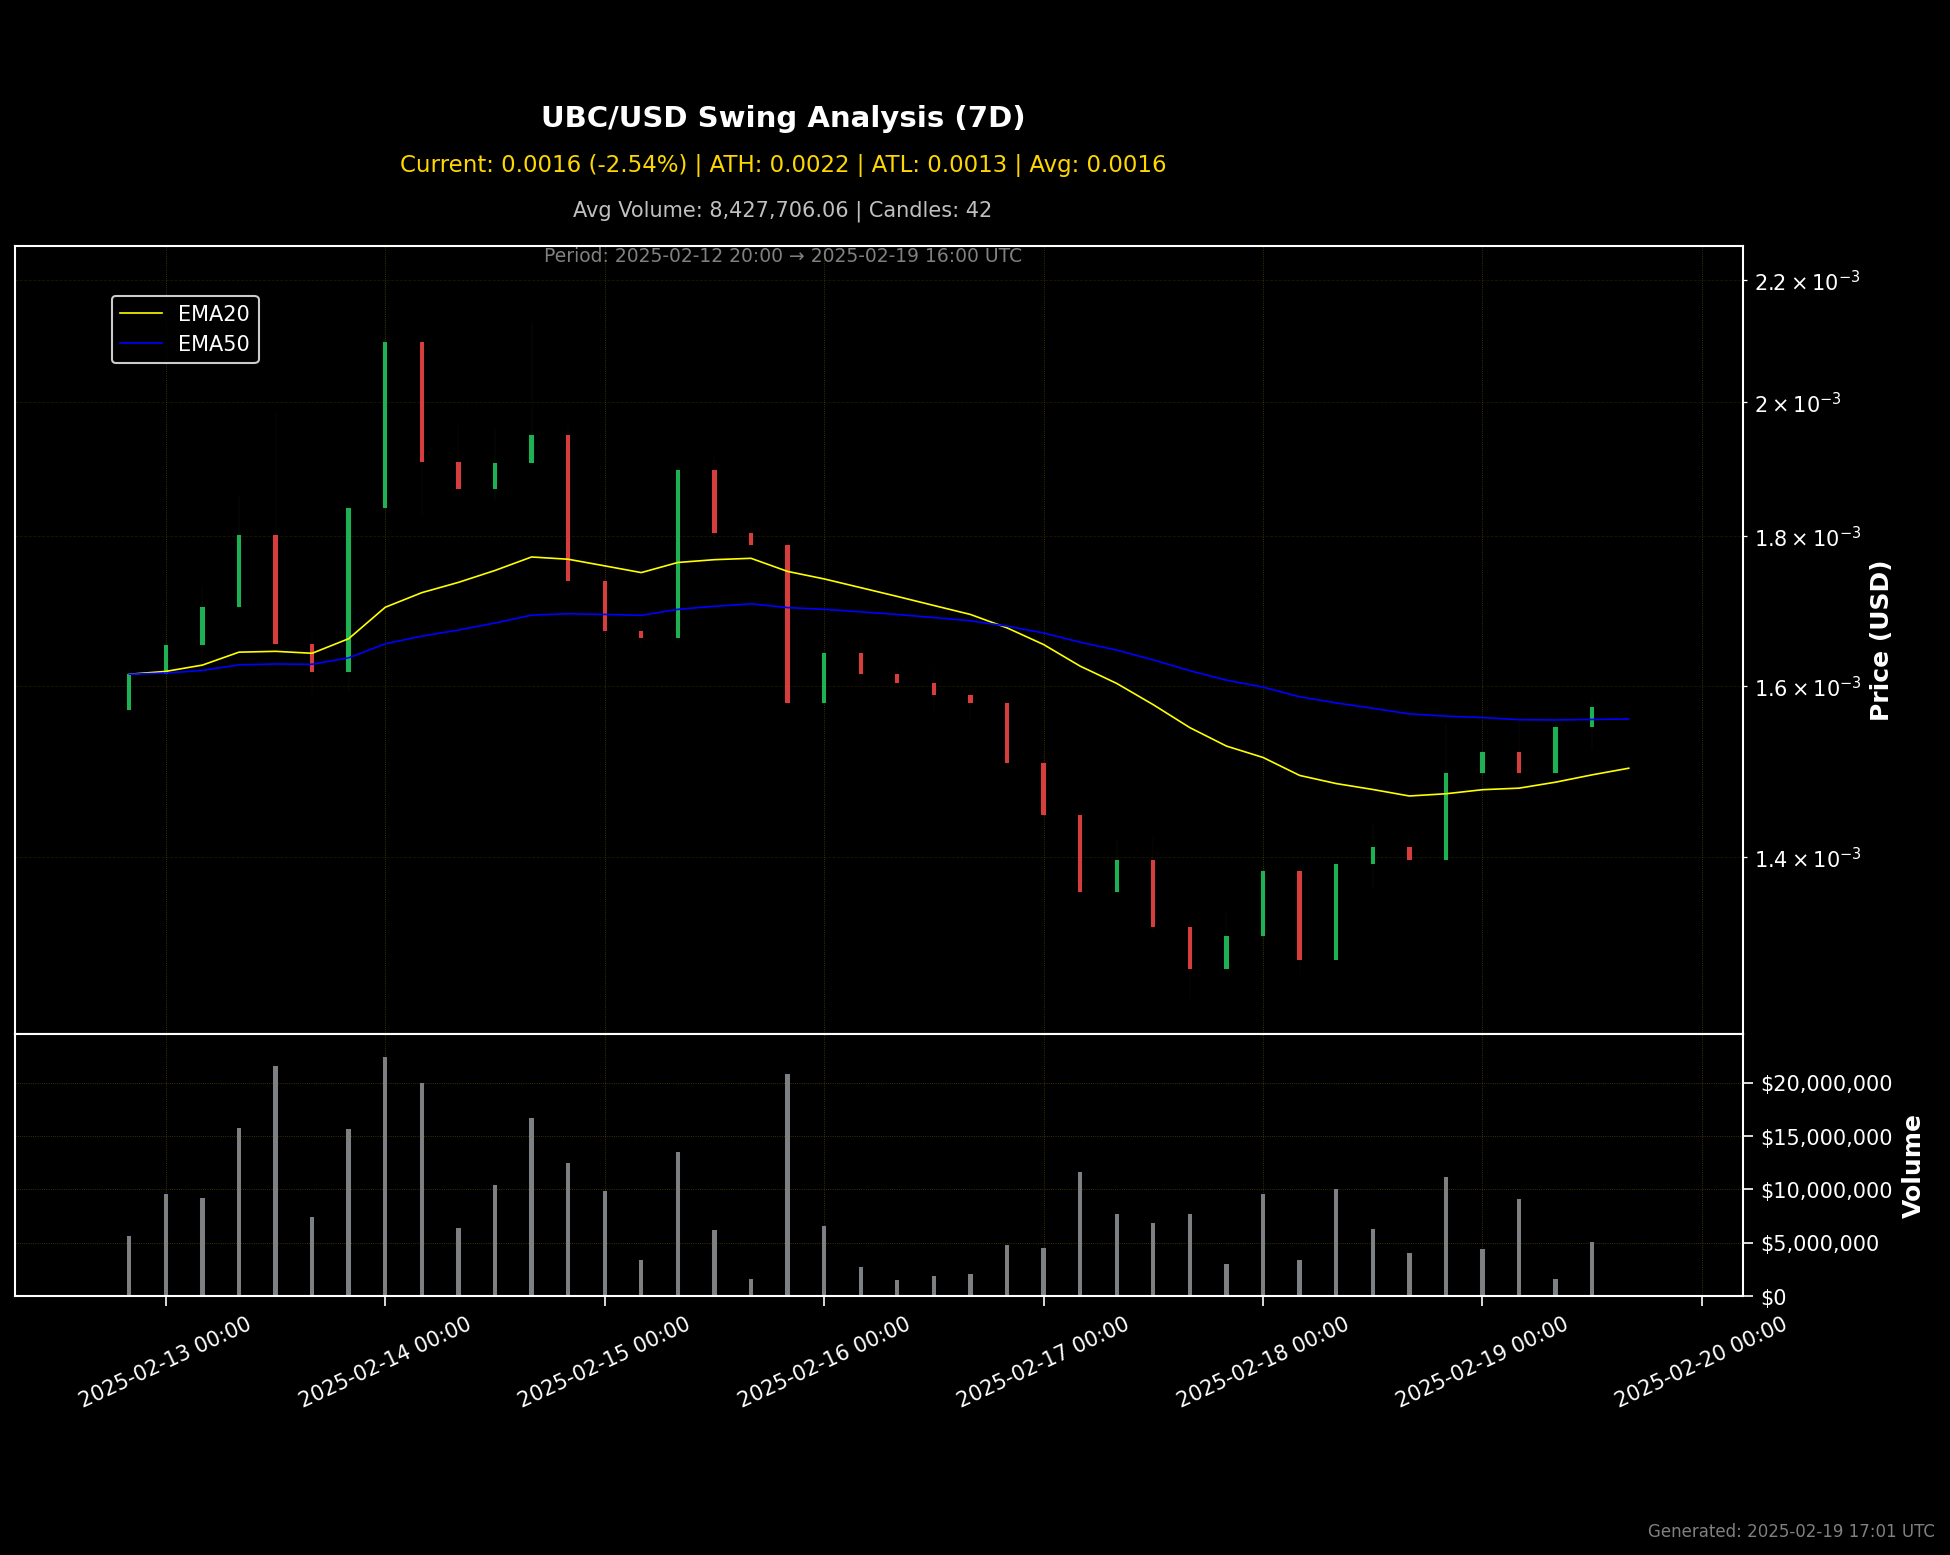 UBC/USD Swing Analysis (7D)
Current: 0.0016 (-2.54%) | ATH: 0.0022 | ATL: 0.0013 | Avg: 0.0016
Avg Volume: 8,427,706.06 | Candles: 42
Period: 2025-02-12 20:00 → 2025-02-19 16:00 UTC
EMA20
EMA50
2.2 × 10⁻³
2 × 10⁻³
1.8 × 10⁻³
1.6 × 10⁻³
1.4 × 10⁻³
Price (USD)
$20,000,000
$15,000,000
$10,000,000
$5,000,000
$0
Volume
2025-02-13 00:00
2025-02-14 00:00
2025-02-15 00:00
2025-02-16 00:00
2025-02-17 00:00
2025-02-18 00:00
2025-02-19 00:00
2025-02-20 00:00
Generated: 2025-02-19 17:01 UTC